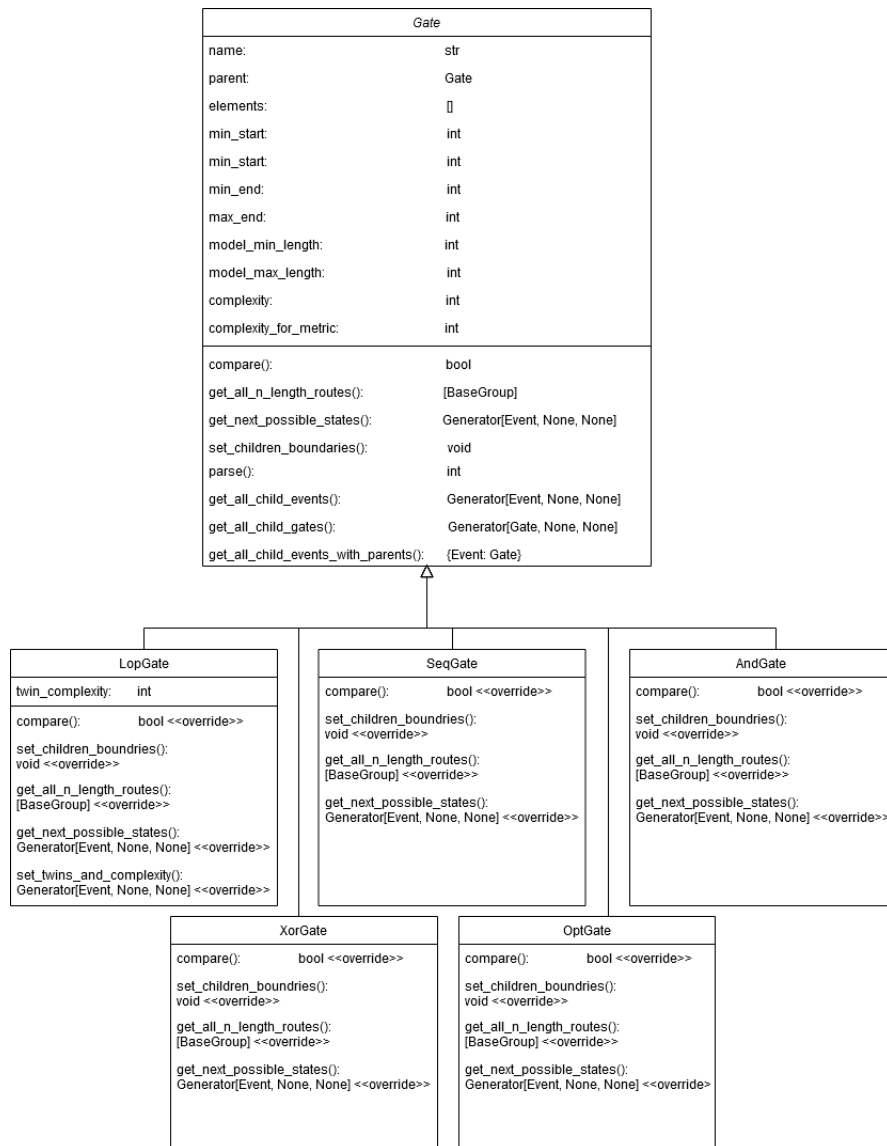 Gate
name: str
parent: Gate
elements: []
min_start: int
min_start: int
min_end: int
max_end: int
model_min_length: int
model_max_length: int
complexity: int
complexity_for_metric: int
compare(): bool
get_all_n_length_routes(): [BaseGroup]
get_next_possible_states(): Generator[Event, None, None]
set_children_boundaries(): void
parse(): int
get_all_child_events(): Generator[Event, None, None]
get_all_child_gates(): Generator[Gate, None, None]
get_all_child_events_with_parents(): {Event: Gate}
LopGate
twin_complexity: int
compare(): bool <<override>>
set_children_boundries():
void <<override>>
get_all_n_length_routes():
[BaseGroup] <<override>>
get_next_possible_states():
Generator[Event, None, None] <<override>>
set_twins_and_complexity():
Generator[Event, None, None] <<override>>
SeqGate
compare(): bool <<override>>
set_children_boundries():
void <<override>>
get_all_n_length_routes():
[BaseGroup] <<override>>
get_next_possible_states():
Generator[Event, None, None] <<override>>
AndGate
compare(): bool <<override>>
set_children_boundries():
void <<override>>
get_all_n_length_routes():
[BaseGroup] <<override>>
get_next_possible_states():
Generator[Event, None, None] <<override>>
XorGate
compare(): bool <<override>>
set_children_boundries():
void <<override>>
get_all_n_length_routes():
[BaseGroup] <<override>>
get_next_possible_states():
Generator[Event, None, None] <<override>>
OptGate
compare(): bool <<override>>
set_children_boundries():
void <<override>>
get_all_n_length_routes():
[BaseGroup] <<override>>
get_next_possible_states():
Generator[Event, None, None] <<override>